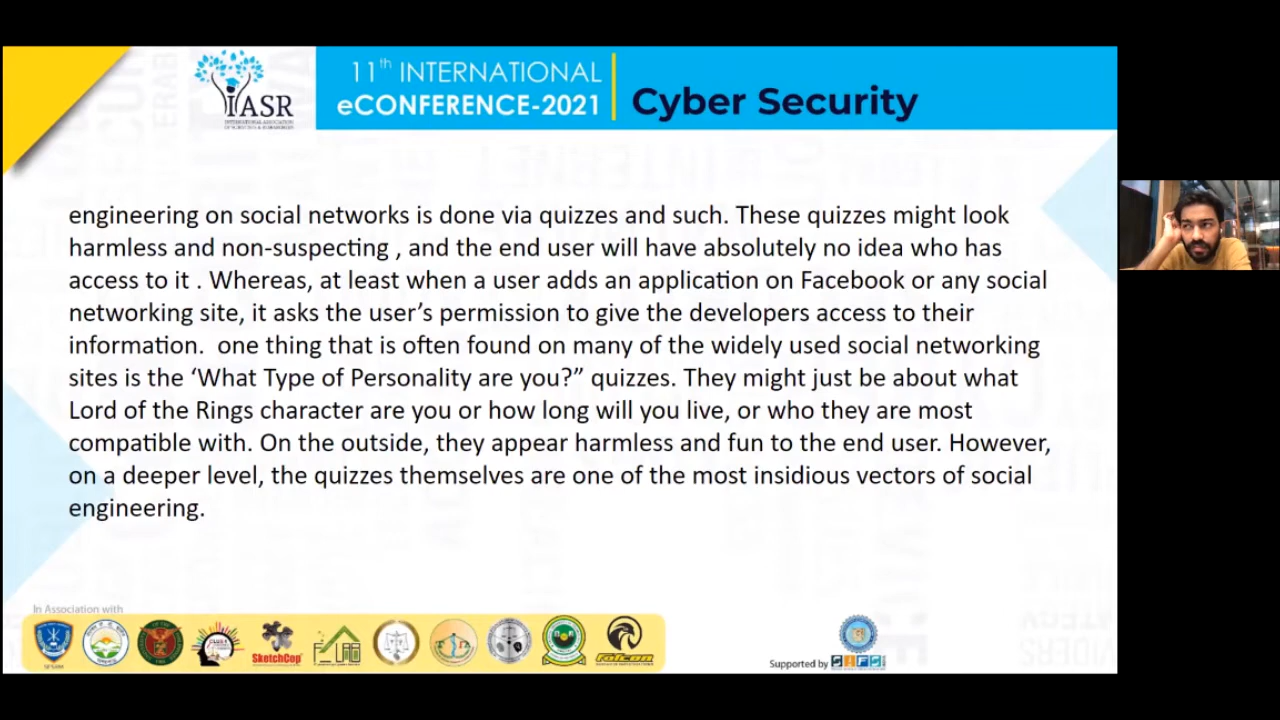 IASR
INTERNATIONAL ASSOCIATION
OF SCIENTISTS & RESEARCHERS
11th INTERNATIONAL
eCONFERENCE-2021
Cyber Security
engineering on social networks is done via quizzes and such. These quizzes might look
harmless and non-suspecting , and the end user will have absolutely no idea who has
access to it . Whereas, at least when a user adds an application on Facebook or any social
networking site, it asks the user’s permission to give the developers access to their
information.  one thing that is often found on many of the widely used social networking
sites is the ‘What Type of Personality are you?” quizzes. They might just be about what
Lord of the Rings character are you or how long will you live, or who they are most
compatible with. On the outside, they appear harmless and fun to the end user. However,
on a deeper level, the quizzes themselves are one of the most insidious vectors of social
engineering.
In Association with
SketchCop
falcon
Supported by SIFS